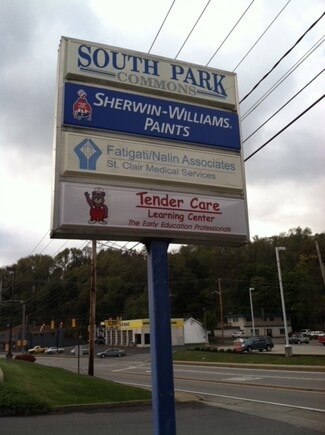 SOUTH PARK
COMMONS
SHERWIN-WILLIAMS.
PAINTS
Fatigati/Nalin Associates
St. Clair Medical Services
Tender Care
Learning Center
The Early Education Professionals